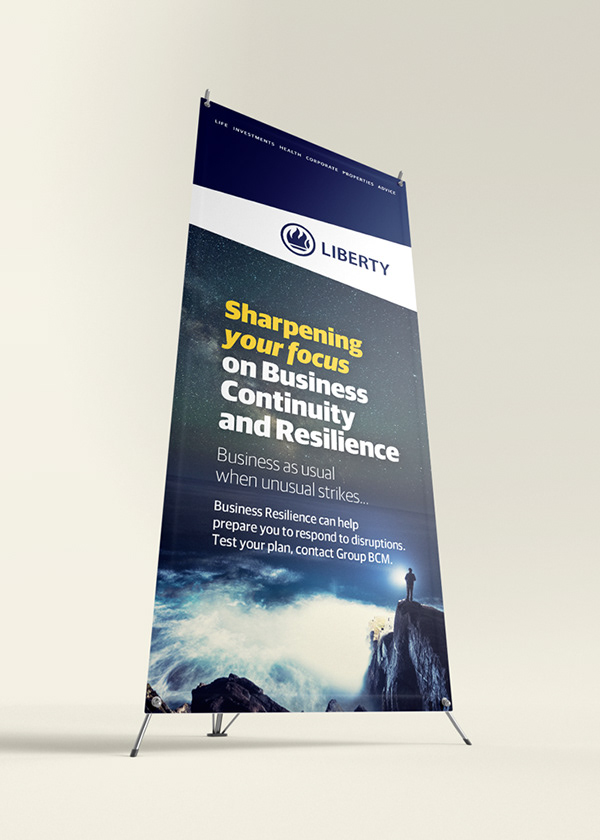 LIFE INVESTMENTS HEALTH CORPORATE PROPERTIES ADVICE
LIBERTY
Sharpening
your focus
on Business
Continuity
and Resilience
Business as usual
when unusual strikes...
Business Resilience can help
prepare you to respond to disruptions.
Test your plan, contact Group BCM.